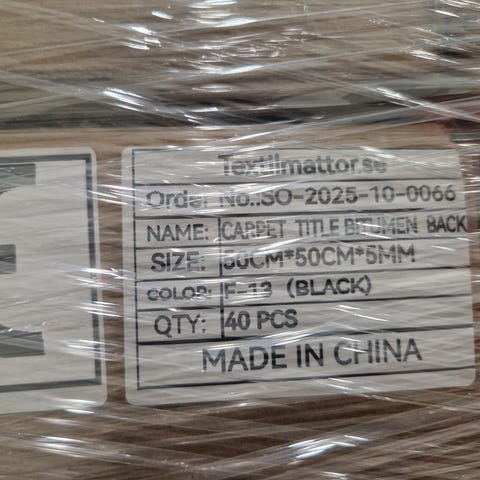 Textilmattor.se
Order No.:SO-2025-10-0066
NAME: CARPET TITLE BITUMEN BACK
SIZE: 50CM*50CM*5MM
COLOR: F-13 (BLACK)
QTY: 40 PCS
MADE IN CHINA